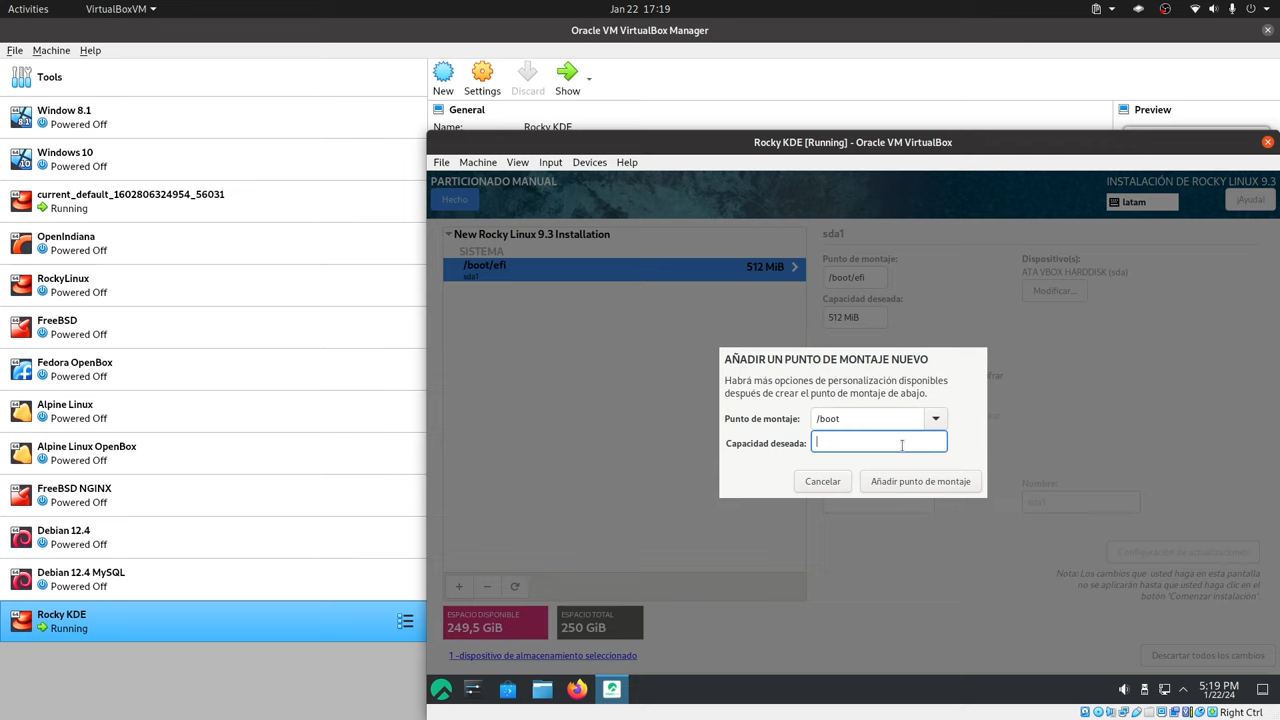 Activities
VirtualBoxVM
Jan 22 17:19
Oracle VM VirtualBox Manager
File Machine Help
Tools
New
Settings
Discard
Show
Window 8.1
Powered Off
Windows 10
Powered Off
current_default_1602806324954_56031
Running
OpenIndiana
Powered Off
RockyLinux
Powered Off
FreeBSD
Powered Off
Fedora OpenBox
Powered Off
Alpine Linux
Powered Off
Alpine Linux OpenBox
Powered Off
FreeBSD NGINX
Powered Off
Debian 12.4
Powered Off
Debian 12.4 MySQL
Powered Off
Rocky KDE
Running
General
Preview
Name: Rocky KDE
Rocky KDE [Running] - Oracle VM VirtualBox
File Machine View Input Devices Help
PARTICIONADO MANUAL
INSTALACIÓN DE ROCKY LINUX 9.3
Hecho
latam
¡Ayuda!
New Rocky Linux 9.3 Installation
SISTEMA
/boot/efi
512 MiB
sda1
sda1
Punto de montaje:
/boot/efi
Dispositivo(s):
ATA VBOX HARDDISK (sda)
Modificar...
Capacidad deseada:
512 MiB
AÑADIR UN PUNTO DE MONTAJE NUEVO
Habrá más opciones de personalización disponibles
después de crear el punto de montaje de abajo.
Punto de montaje: /boot
Capacidad deseada:
Cancelar
Añadir punto de montaje
Nombre:
sda1
Configuración de actualizaciones
Nota: Los cambios que usted haga en esta pantalla
no se aplicarán hasta que usted haga clic en el
botón 'Comenzar instalación'.
ESPACIO DISPONIBLE
249,5 GiB
ESPACIO TOTAL
250 GiB
1 -dispositivo de almacenamiento seleccionado
Descartar todos los cambios
5:19 PM
1/22/24
Right Ctrl